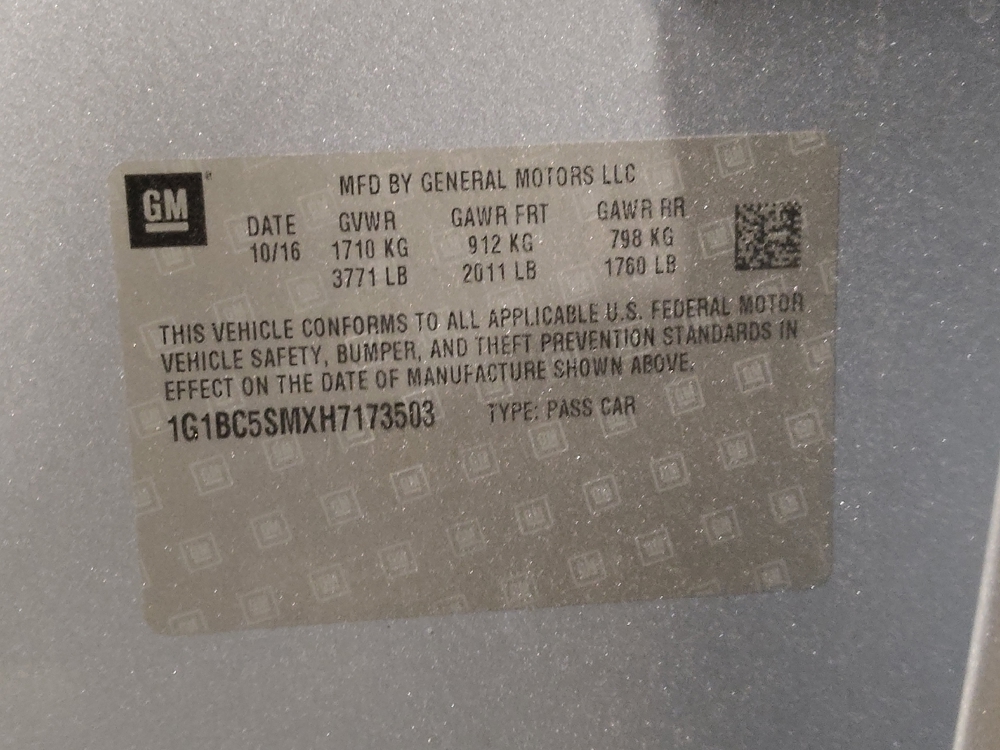 GM
MFD BY GENERAL MOTORS LLC
DATE GVWR GAWR FRT GAWR RR
10/16 1710 KG 912 KG 798 KG
3771 LB 2011 LB 1760 LB
THIS VEHICLE CONFORMS TO ALL APPLICABLE U.S. FEDERAL MOTOR
VEHICLE SAFETY, BUMPER, AND THEFT PREVENTION STANDARDS IN
EFFECT ON THE DATE OF MANUFACTURE SHOWN ABOVE.
1G1BC5SMXH7173503 TYPE: PASS CAR